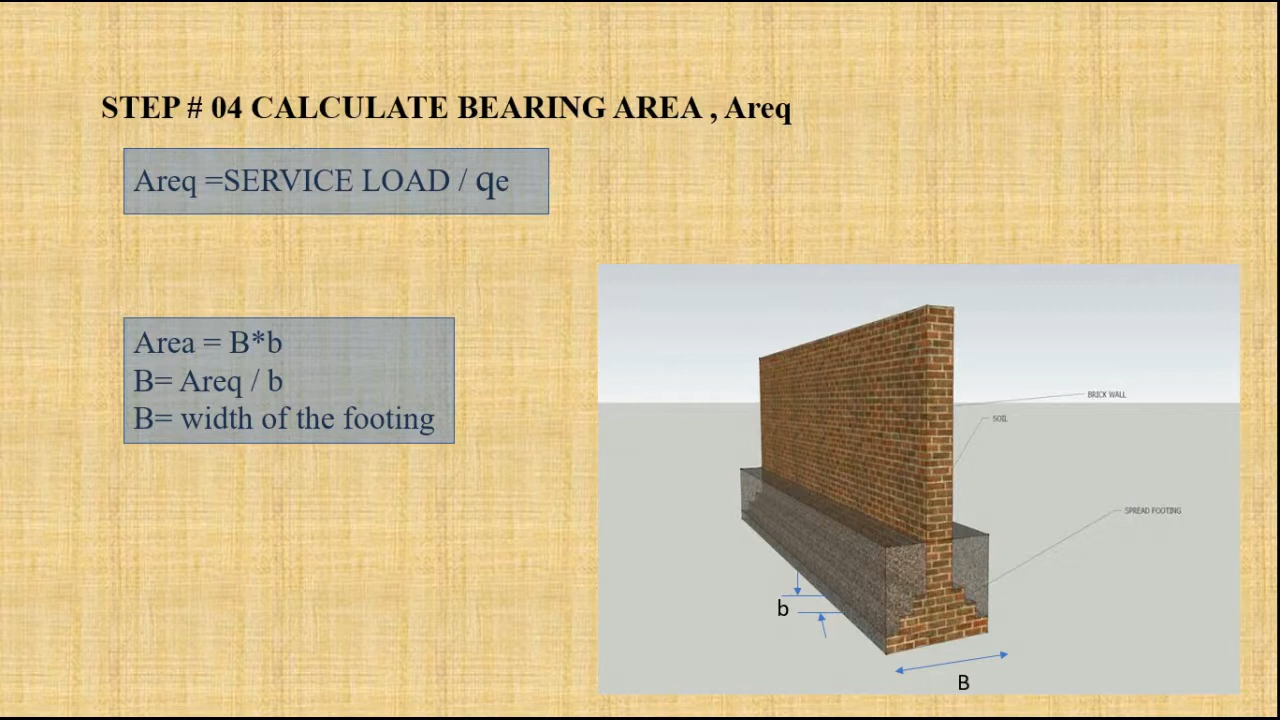 STEP # 04 CALCULATE BEARING AREA , Areq
Areq =SERVICE LOAD / qe
Area = B*b
B= Areq / b
B= width of the footing
BRICK WALL
SOIL
SPREAD FOOTING
b
B